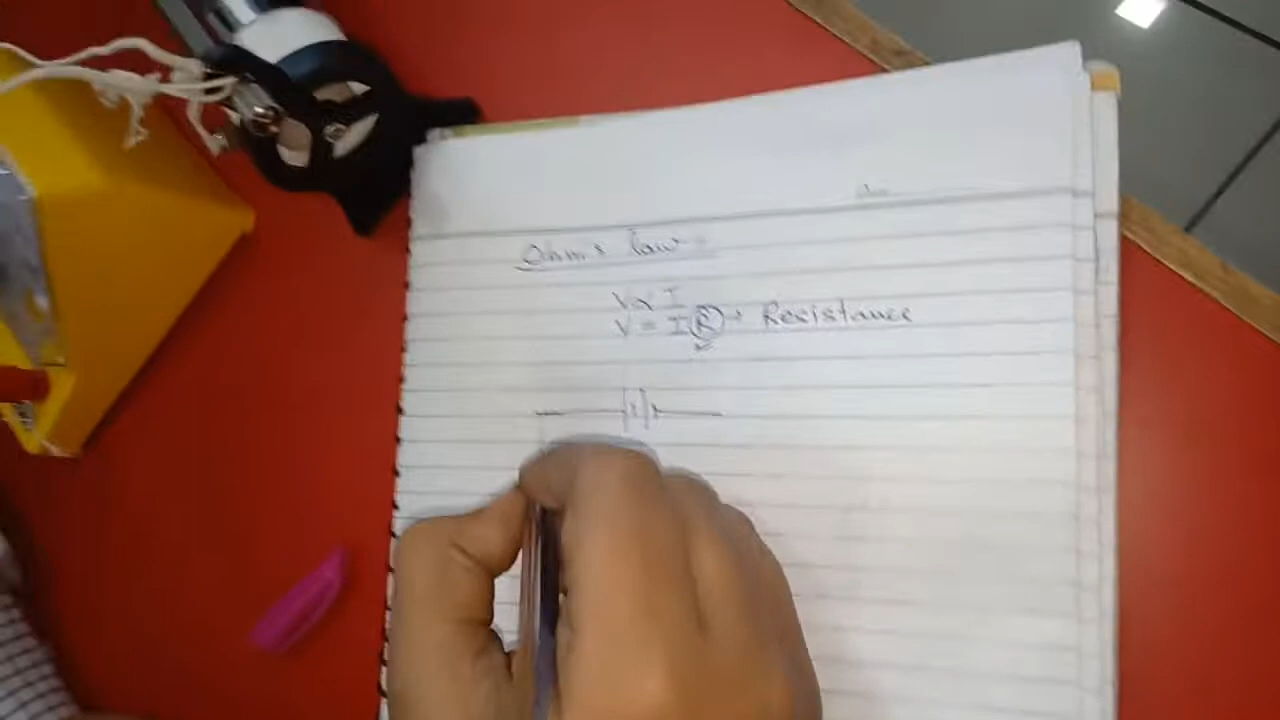 Ohm's law :
V ∝ I
V = IR → Resistance